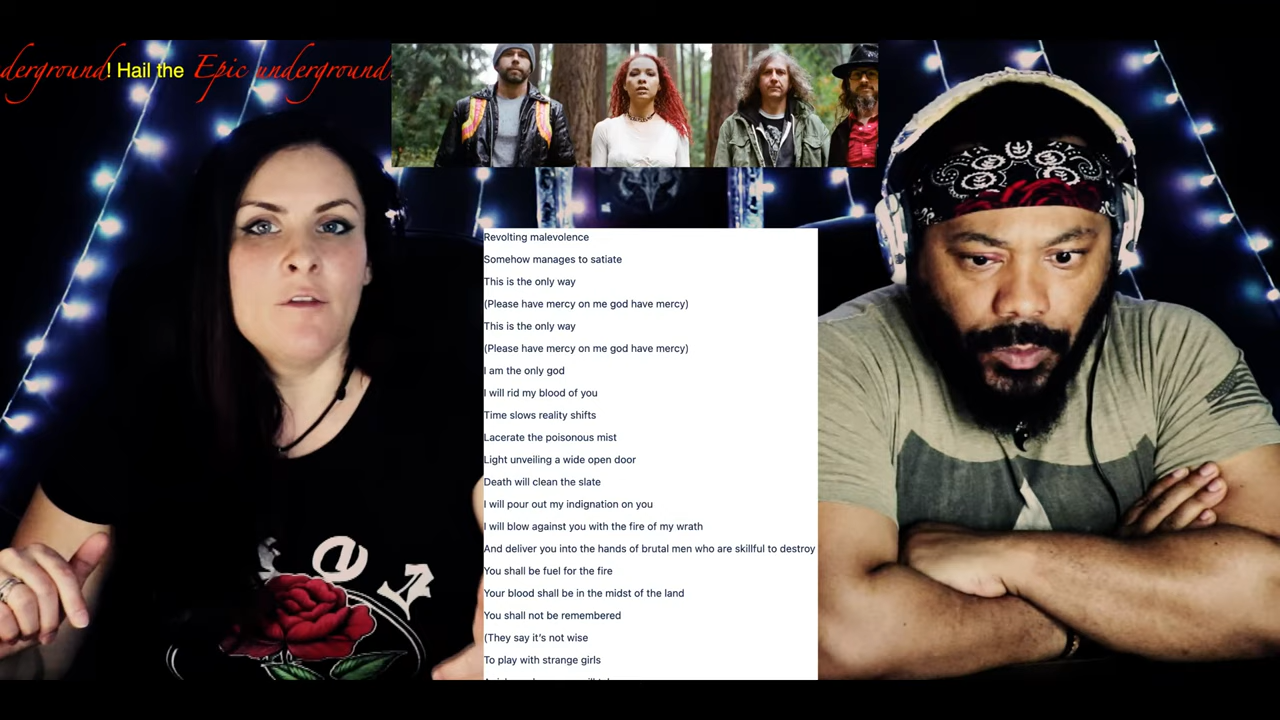 derground! Hail the Epic underground!
Revolting malevolence
Somehow manages to satiate
This is the only way
(Please have mercy on me god have mercy)
This is the only way
(Please have mercy on me god have mercy)
I am the only god
I will rid my blood of you
Time slows reality shifts
Lacerate the poisonous mist
Light unveiling a wide open door
Death will clean the slate
I will pour out my indignation on you
I will blow against you with the fire of my wrath
And deliver you into the hands of brutal men who are skillful to destroy
You shall be fuel for the fire
Your blood shall be in the midst of the land
You shall not be remembered
(They say it’s not wise
To play with strange girls